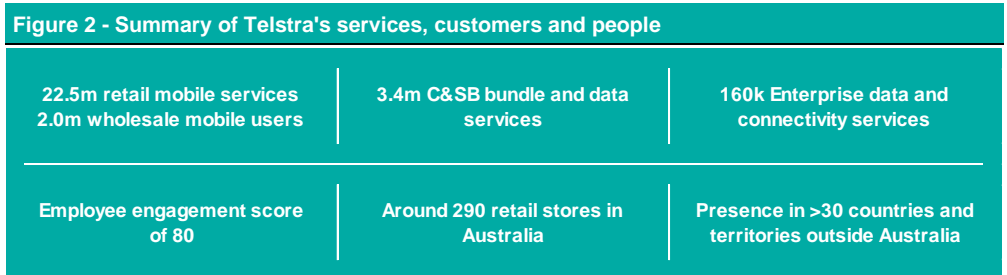 Figure 2 - Summary of Telstra's services, customers and people
22.5m retail mobile services
2.0m wholesale mobile users
3.4m C&SB bundle and data
services
160k Enterprise data and
connectivity services
Employee engagement score
of 80
Around 290 retail stores in
Australia
Presence in >30 countries and
territories outside Australia